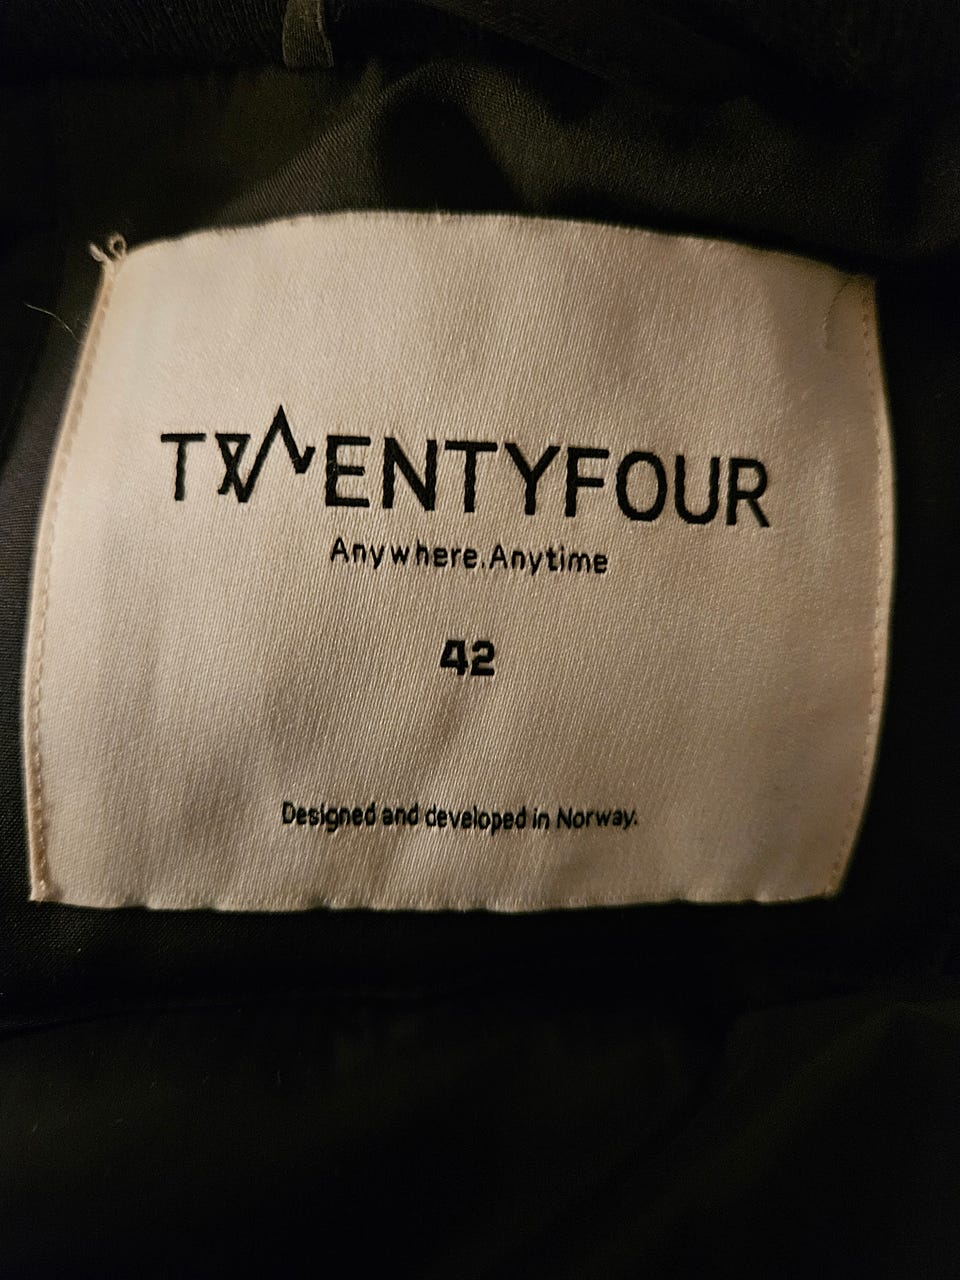 TWENTYFOUR
Anywhere.Anytime
42
Designed and developed in Norway.